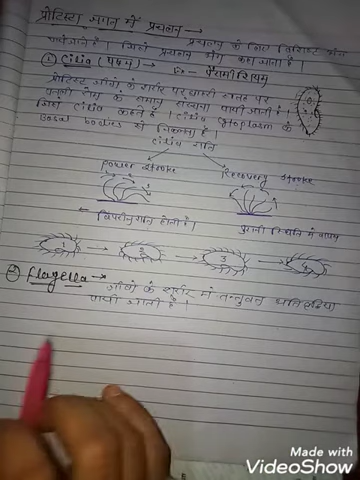 प्रोटिस्टा जगत में प्रचलन →
प्रचलन के लिए विशिष्ट अंग
पाये जाते है। जिसे प्रचलन अंग कहा जाता है।
① Cilia (पक्ष्म) → Ex- पैरामीशियम
प्रोटिस्ट जीवों के शरीर पर बाहरी सतह पर
पतली रोम के समान संरचना पायी जाती है।
जिसे cilia कहते है। cilia cytoplasm के
Basal bodies से निकलता है।
cilia गति
Power stroke Recovery stroke
← विपरीत गति होती है। पुरानी स्थिति में वापस
1 2 3 4
② Flagella →
जीवों के शरीर में तन्तुवत
पायी जाती है।
Made with
VideoShow